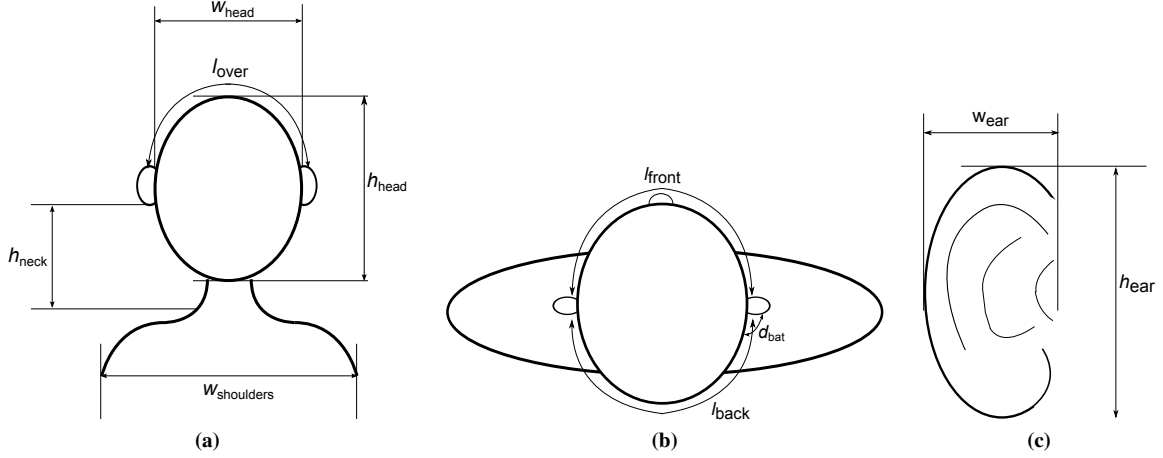 w_head
l_over
h_head
h_neck
w_shoulders
(a)
l_front
d_bat
l_back
(b)
w_ear
h_ear
(c)